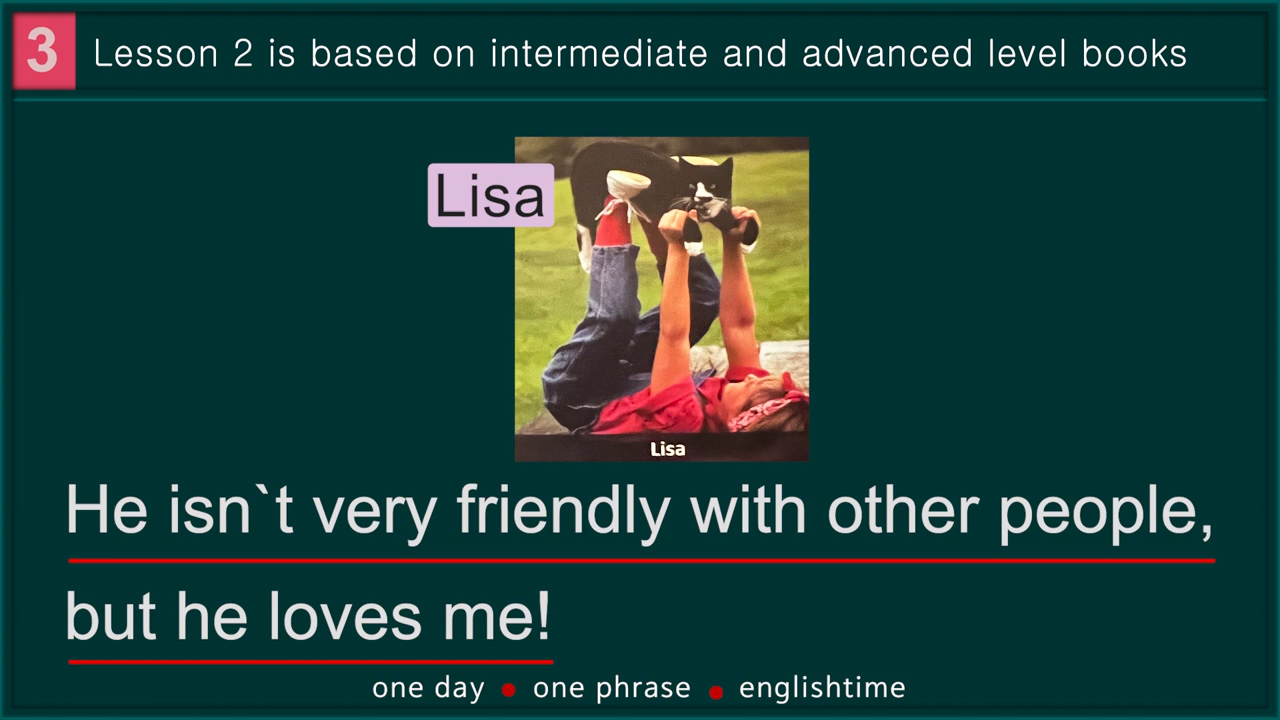 3 Lesson 2 is based on intermediate and advanced level books
Lisa
Lisa
He isn`t very friendly with other people,
but he loves me!
one day • one phrase • englishtime